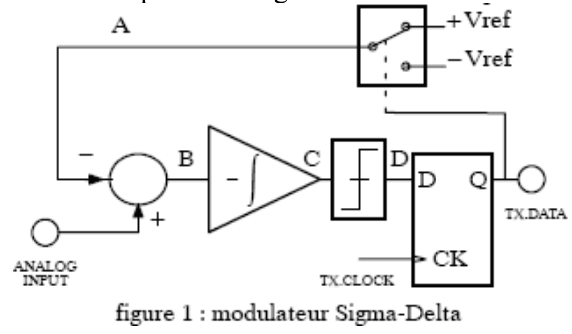 A
+Vref
−Vref
−
B
−
∫
C
D
D
Q
+
TX.DATA
ANALOG
INPUT
TX.CLOCK
CK
figure 1 : modulateur Sigma-Delta